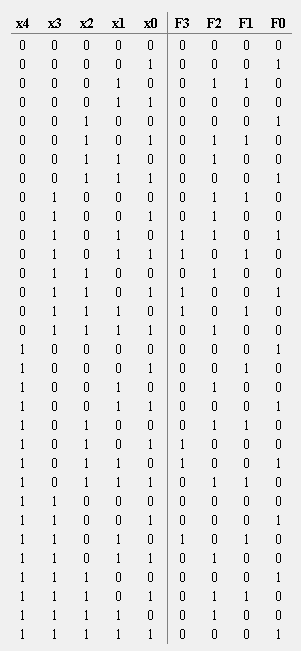 x4 x3 x2 x1 x0 F3 F2 F1 F0
0 0 0 0 0 0 0 0 0
0 0 0 0 1 0 0 0 1
0 0 0 1 0 0 1 1 0
0 0 0 1 1 0 0 0 0
0 0 1 0 0 0 0 0 1
0 0 1 0 1 0 1 1 0
0 0 1 1 0 0 1 0 0
0 0 1 1 1 0 0 0 1
0 1 0 0 0 0 1 1 0
0 1 0 0 1 0 1 0 0
0 1 0 1 0 1 1 0 1
0 1 0 1 1 1 0 1 0
0 1 1 0 0 0 1 0 0
0 1 1 0 1 1 0 0 1
0 1 1 1 0 1 0 1 0
0 1 1 1 1 0 1 0 0
1 0 0 0 0 0 0 0 1
1 0 0 0 1 0 0 1 0
1 0 0 1 0 0 1 0 0
1 0 0 1 1 0 0 0 1
1 0 1 0 0 0 1 1 0
1 0 1 0 1 1 0 0 0
1 0 1 1 0 1 0 0 1
1 0 1 1 1 0 1 1 0
1 1 0 0 0 0 0 0 0
1 1 0 0 1 0 0 0 1
1 1 0 1 0 1 0 1 0
1 1 0 1 1 0 1 0 0
1 1 1 0 0 0 0 0 1
1 1 1 0 1 0 1 1 0
1 1 1 1 0 0 1 0 0
1 1 1 1 1 0 0 0 1